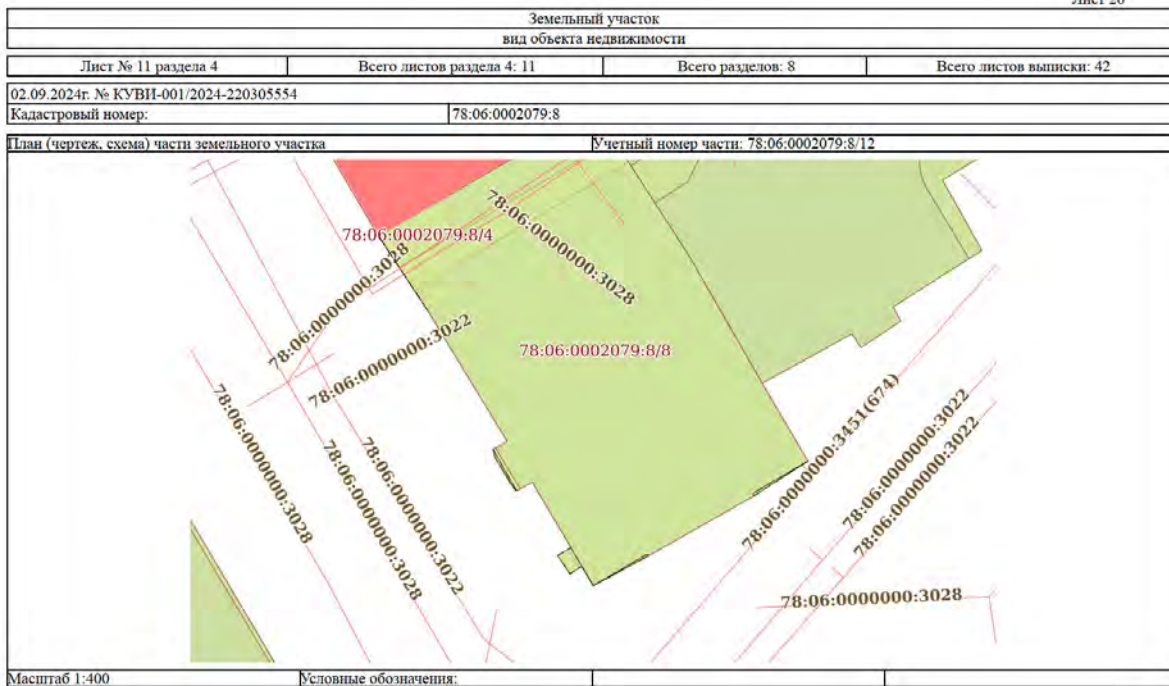 Лист 20
Земельный участок
вид объекта недвижимости
Лист № 11 раздела 4 Всего листов раздела 4: 11 Всего разделов: 8 Всего листов выписки: 42
02.09.2024г. № КУВИ-001/2024-220305554
Кадастровый номер: 78:06:0002079:8
План (чертеж, схема) части земельного участка Учетный номер части: 78:06:0002079:8/12
78:06:0002079:8/4
78:06:0000000:3028
78:06:0000000:3028
78:06:0000000:3022
78:06:0002079:8/8
78:06:0000000:3028
78:06:0000000:3028
78:06:0000000:3022
78:06:0000000:3451(674)
78:06:0000000:3022
78:06:0000000:3022
78:06:0000000:3028
Масштаб 1:400 Условные обозначения: